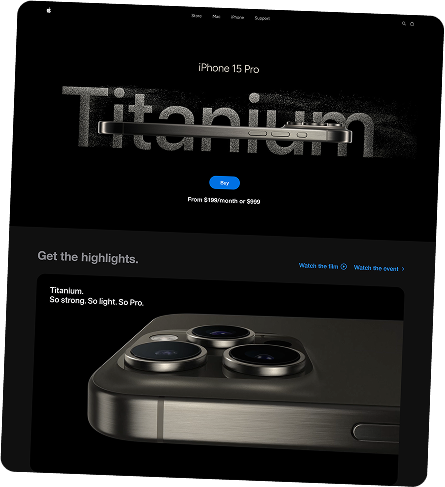 Store Mac iPhone Support
iPhone 15 Pro
Titanium
Buy
From $199/month or $999
Get the highlights.
Watch the film Watch the event >
Titanium.
So strong. So light. So Pro.